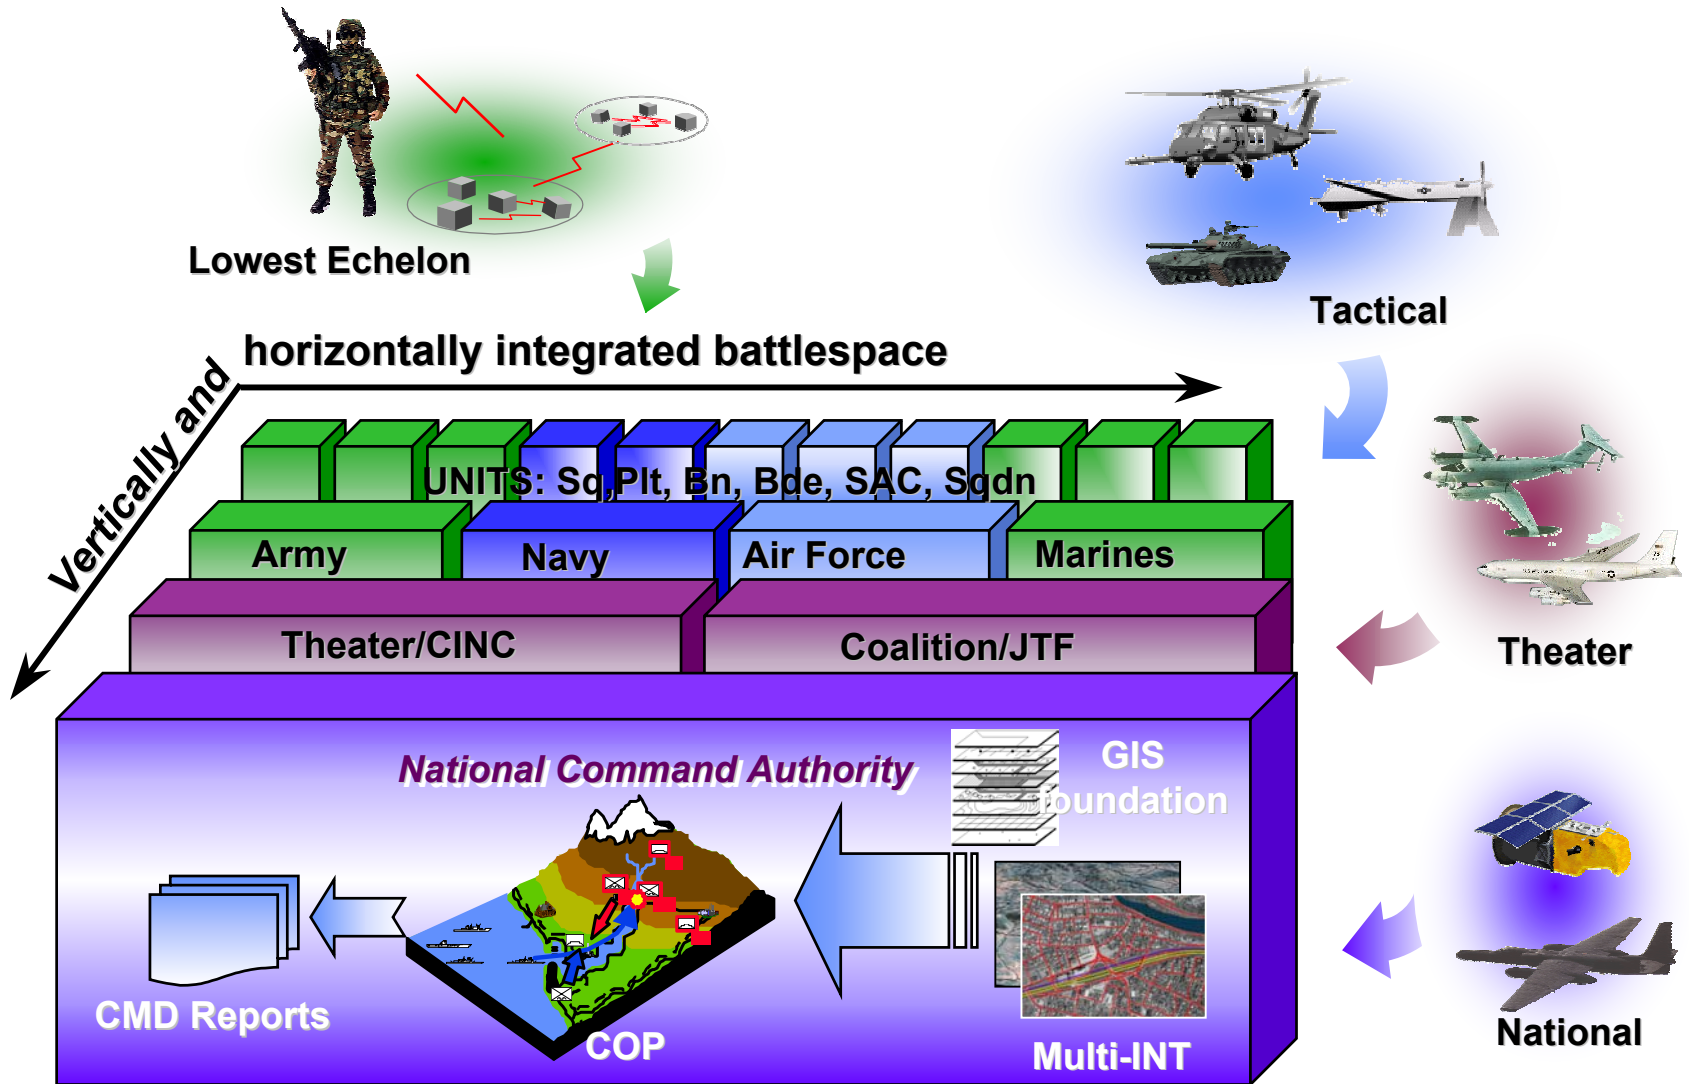 Lowest Echelon
Tactical
horizontally integrated battlespace
Vertically and
UNITS: Sq,Plt, Bn, Bde, SAC, Sqdn
Army
Navy
Air Force
Marines
Theater/CINC
Coalition/JTF
Theater
National Command Authority
GIS
foundation
CMD Reports
COP
Multi-INT
National